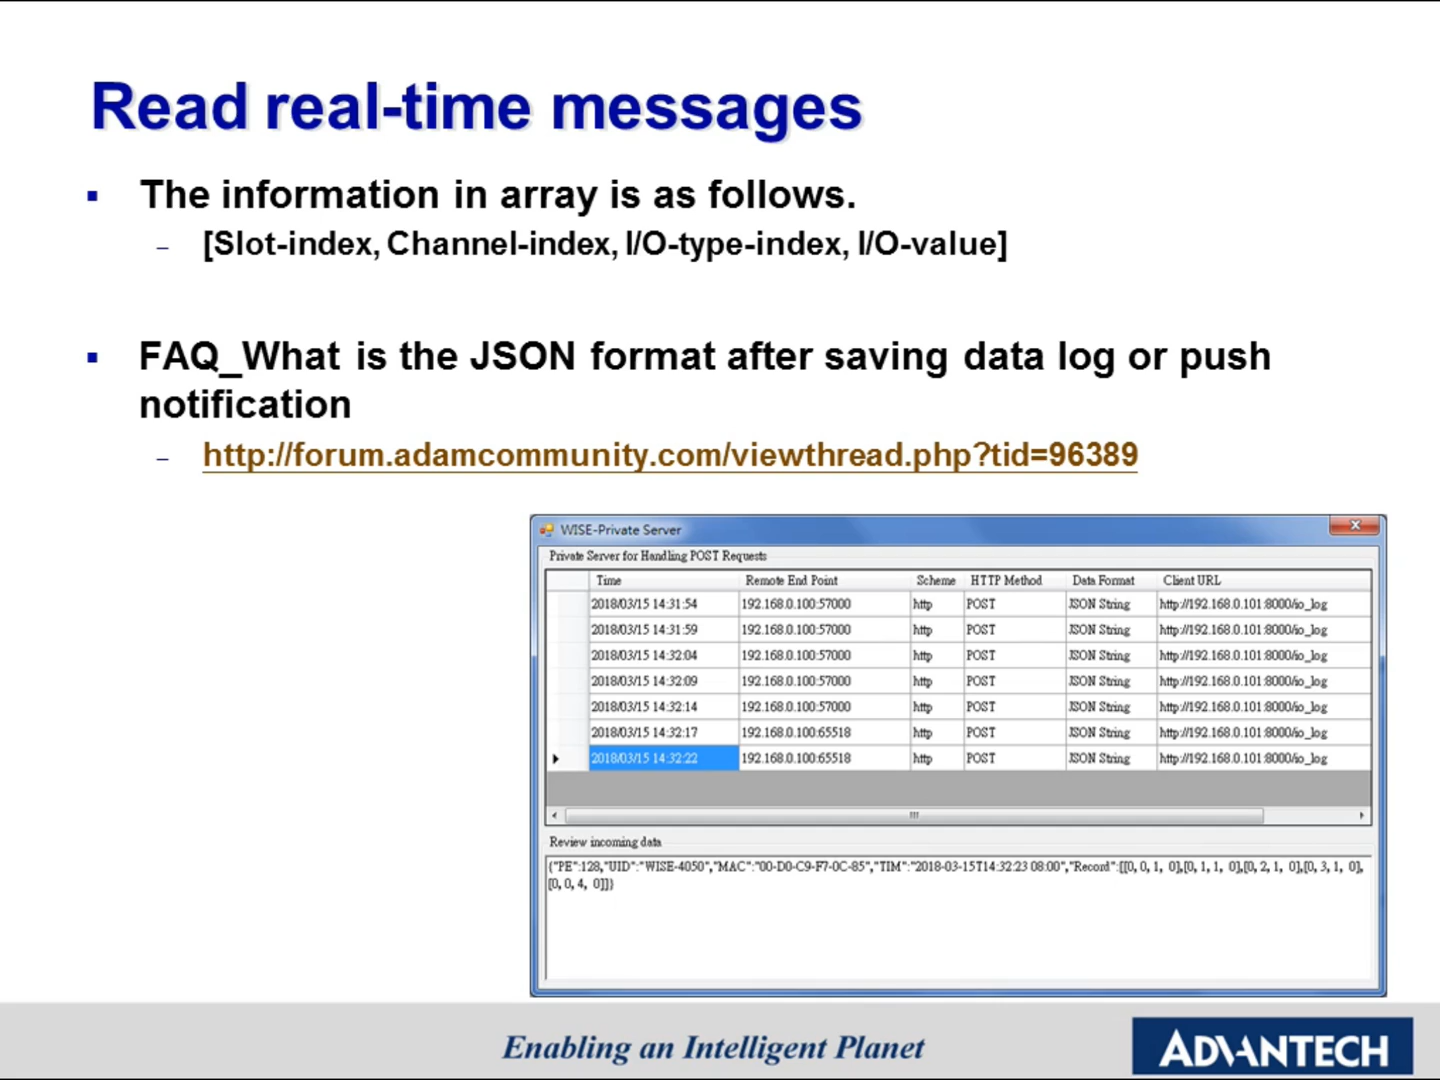 Read real-time messages
The information in array is as follows.
[Slot-index, Channel-index, I/O-type-index, I/O-value]
FAQ_What is the JSON format after saving data log or push
notification
http://forum.adamcommunity.com/viewthread.php?tid=96389
WISE-Private Server
Private Server for Handling POST Requests
Time Remote End Point Scheme HTTP Method Data Format Client URL
2018/03/15 14:31:54 192.168.0.100:57000 http POST JSON String http://192.168.0.101:8000/io_log
2018/03/15 14:31:59 192.168.0.100:57000 http POST JSON String http://192.168.0.101:8000/io_log
2018/03/15 14:32:04 192.168.0.100:57000 http POST JSON String http://192.168.0.101:8000/io_log
2018/03/15 14:32:09 192.168.0.100:57000 http POST JSON String http://192.168.0.101:8000/io_log
2018/03/15 14:32:14 192.168.0.100:57000 http POST JSON String http://192.168.0.101:8000/io_log
2018/03/15 14:32:17 192.168.0.100:65518 http POST JSON String http://192.168.0.101:8000/io_log
2018/03/15 14:32:22 192.168.0.100:65518 http POST JSON String http://192.168.0.101:8000/io_log
Review incoming data
{"PE":128,"UID":"WISE-4050","MAC":"00-D0-C9-F7-0C-85","TIM":"2018-03-15T14:32:23 08:00","Record":[[0, 0, 1, 0],[0, 1, 1, 0],[0, 2, 1, 0],[0, 3, 1, 0],
[0, 0, 4, 0]]}
Enabling an Intelligent Planet
ADVANTECH